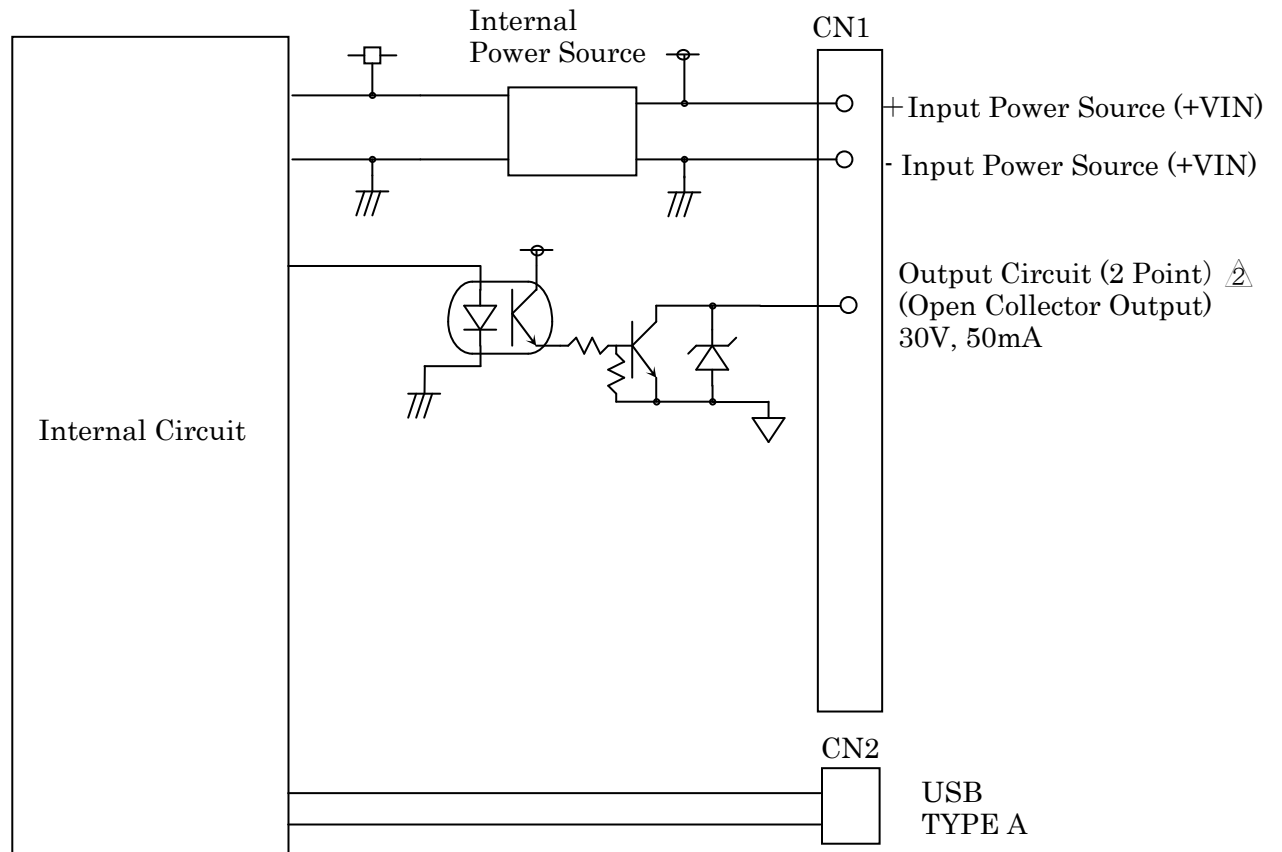 Internal
Power Source
CN1
+Input Power Source (+VIN)
- Input Power Source (+VIN)
Output Circuit (2 Point) 2
(Open Collector Output)
30V, 50mA
Internal Circuit
CN2
USB
TYPE A